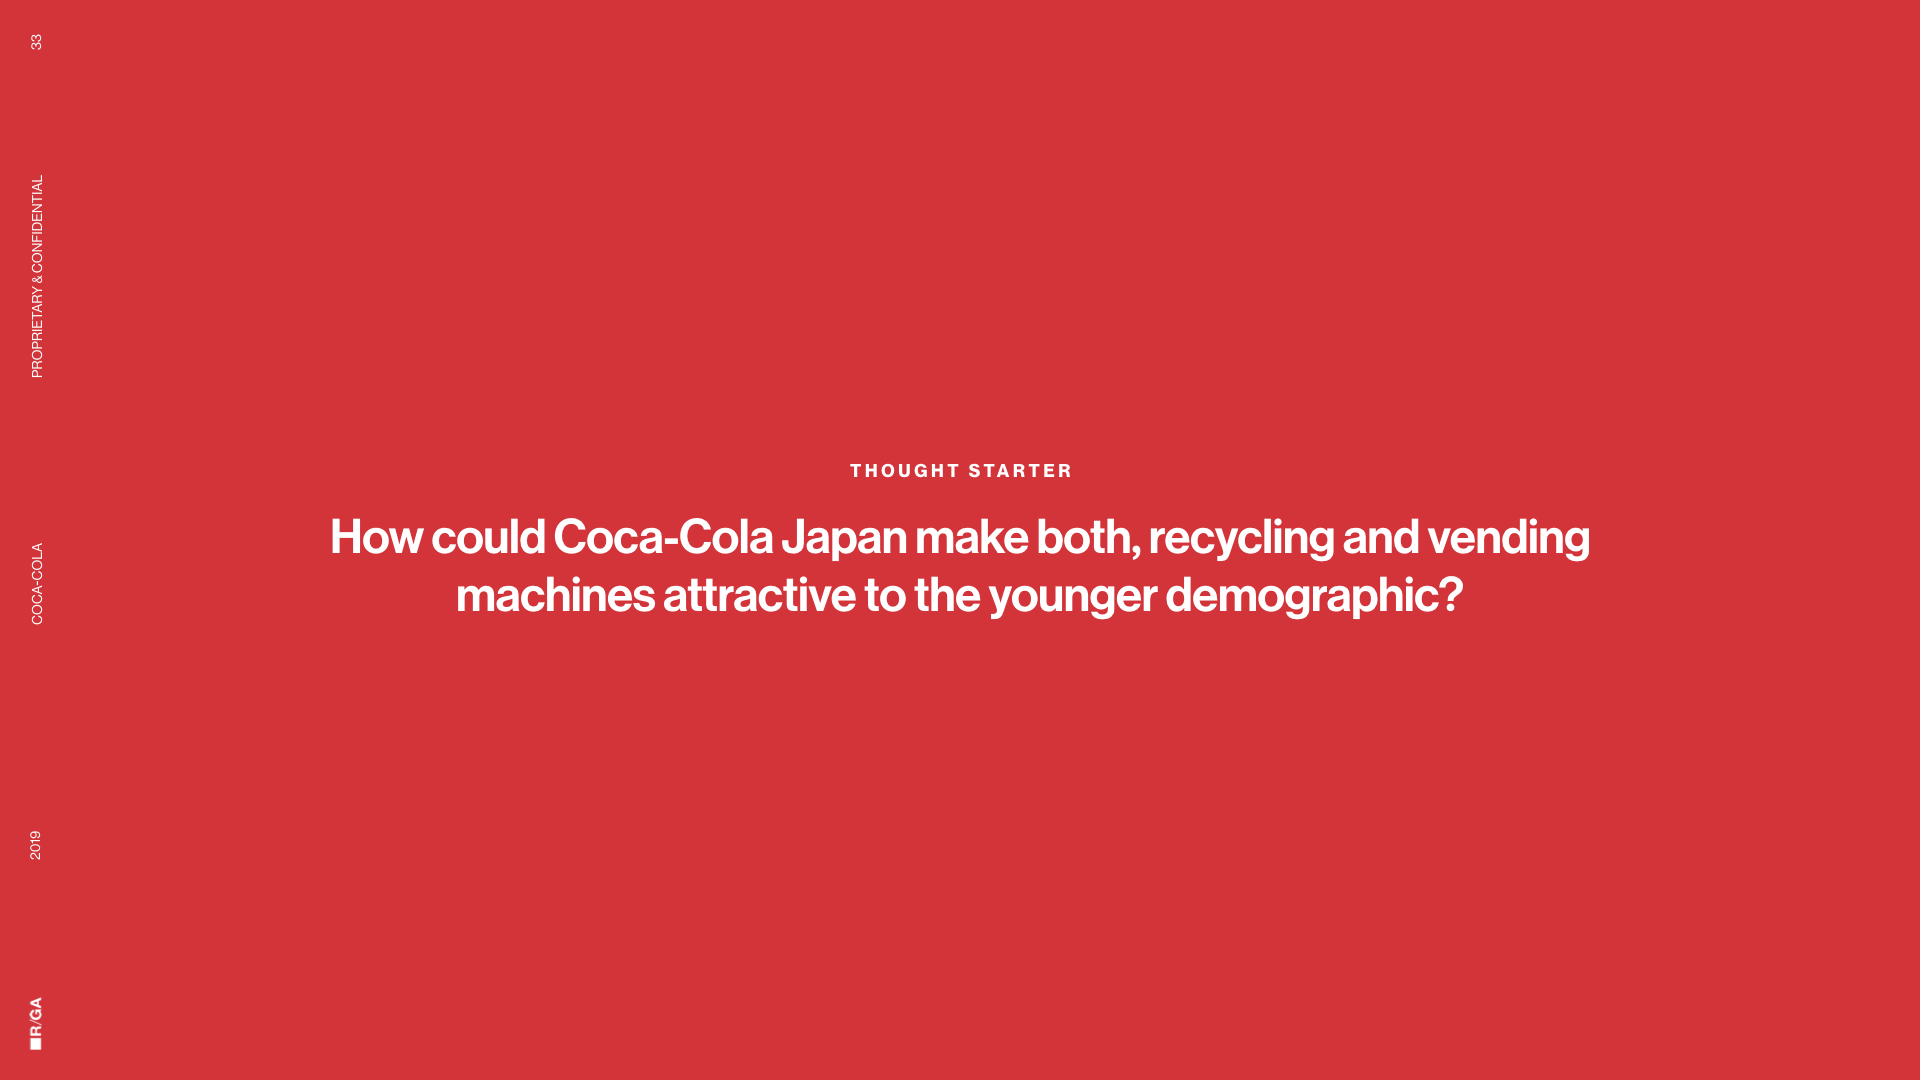 33
PROPRIETARY & CONFIDENTIAL
COCA-COLA
2019
R/GA
THOUGHT STARTER
How could Coca-Cola Japan make both, recycling and vending
machines attractive to the younger demographic?